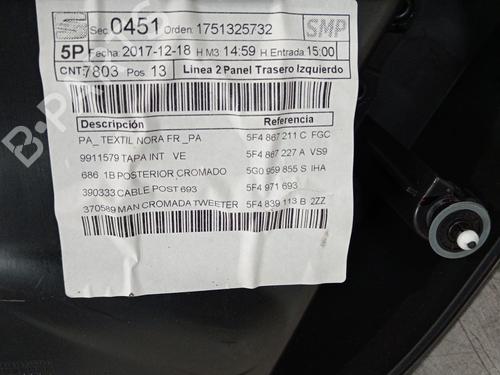 Sec. 0451 Orden: 1751325732 SMP
5P Fecha: 2017-12-18 H M3: 14:59 H Entrada: 15:00
CNT: 7803 Pos. 13 Linea 2 Panel Trasero Izquierdo
Descripción Referencia
PA_TEXTIL NORA FR_PA 5F4 867 211 C FGC
9911579 TAPA INT VE 5F4 867 227 A VS9
686 1B POSTERIOR CROMADO 5G0 959 855 S IHA
390333 CABLE POST 693 5F4 971 693
370589 MAN CROMADA TWEETER 5F4 839 113 B 2ZZ